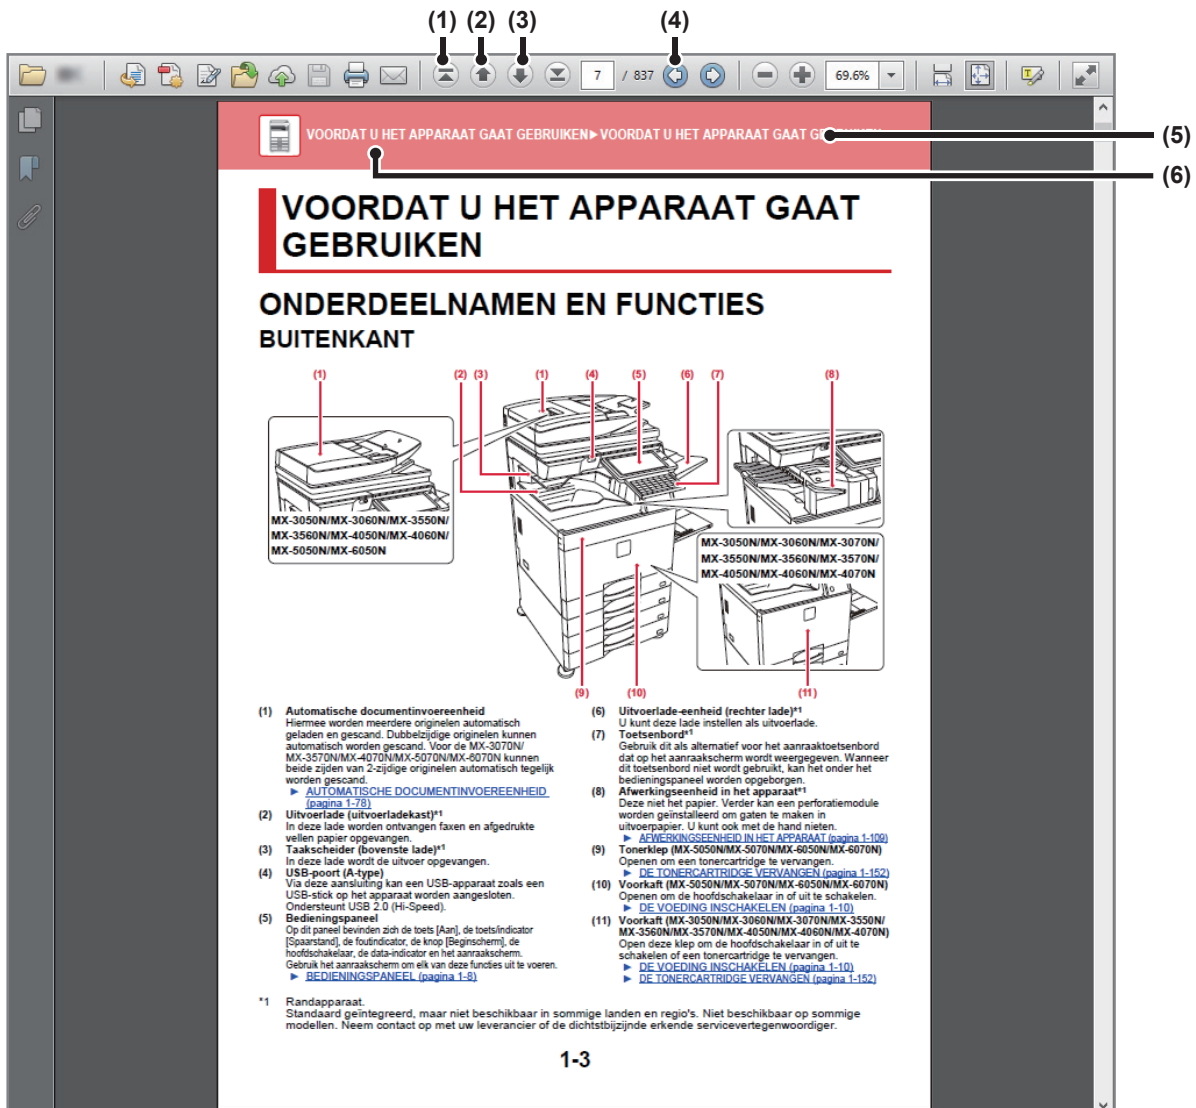 (1) (2) (3) (4)
7 / 837 69.6%
VOORDAT U HET APPARAAT GAAT GEBRUIKEN►VOORDAT U HET APPARAAT GAAT
(5)
(6)
VOORDAT U HET APPARAAT GAAT
GEBRUIKEN
ONDERDEELNAMEN EN FUNCTIES
BUITENKANT
(1) (2) (3) (1) (4) (5) (6) (7) (8)
MX-3050N/MX-3060N/MX-3550N/
MX-3560N/MX-4050N/MX-4060N/
MX-5050N/MX-6050N
MX-3050N/MX-3060N/MX-3070N/
MX-3550N/MX-3560N/MX-3570N/
MX-4050N/MX-4060N/MX-4070N
(9) (10) (11)
(1) Automatische documentinvoereenheid
Hiermee worden meerdere originelen automatisch
geladen en gescand. Dubbelzijdige originelen kunnen
automatisch worden gescand. Voor de MX-3070N/
MX-3570N/MX-4070N/MX-5070N/MX-6070N kunnen
beide zijden van 2-zijdige originelen automatisch tegelijk
worden gescand.
► AUTOMATISCHE DOCUMENTINVOEREENHEID
(pagina 1-78)
(2) Uitvoerlade (uitvoerladekast)*1
In deze lade worden ontvangen faxen en afgedrukte
vellen papier opgevangen.
(3) Taakscheider (bovenste lade)*1
In deze lade wordt de uitvoer opgevangen.
(4) USB-poort (A-type)
Via deze aansluiting kan een USB-apparaat zoals een
USB-stick op het apparaat worden aangesloten.
Ondersteunt USB 2.0 (Hi-Speed).
(5) Bedieningspaneel
Op dit paneel bevinden zich de toets [Aan], de toets/indicator
[Spaarstand], de foutindicator, de knop [Beginscherm], de
hoofdschakelaar, de data-indicator en het aanraakscherm.
Gebruik het aanraakscherm om elk van deze functies uit te voeren.
► BEDIENINGSPANEEL (pagina 1-8)
(6) Uitvoerlade-eenheid (rechter lade)*1
U kunt deze lade instellen als uitvoerlade.
(7) Toetsenbord*1
Gebruik dit als alternatief voor het aanraaktoetsenbord
dat op het aanraakscherm wordt weergegeven. Wanneer
dit toetsenbord niet wordt gebruikt, kan het onder het
bedieningspaneel worden opgeborgen.
(8) Afwerkingseenheid in het apparaat*1
Deze niet het papier. Verder kan een perforatiemodule
worden geïnstalleerd om gaten te maken in
uitvoerpapier. U kunt ook met de hand nieten.
► AFWERKINGSEENHEID IN HET APPARAAT (pagina 1-109)
(9) Tonerklep (MX-5050N/MX-5070N/MX-6050N/MX-6070N)
Openen om een tonercartridge te vervangen.
► DE TONERCARTRIDGE VERVANGEN (pagina 1-152)
(10) Voorkaft (MX-5050N/MX-5070N/MX-6050N/MX-6070N)
Openen om de hoofdschakelaar in of uit te schakelen.
► DE VOEDING INSCHAKELEN (pagina 1-10)
(11) Voorkaft (MX-3050N/MX-3060N/MX-3070N/MX-3550N/
MX-3560N/MX-3570N/MX-4050N/MX-4060N/MX-4070N)
Open deze klep om de hoofdschakelaar in of uit te
schakelen of een tonercartridge te vervangen.
► DE VOEDING INSCHAKELEN (pagina 1-10)
► DE TONERCARTRIDGE VERVANGEN (pagina 1-152)
*1 Randapparaat.
Standaard geïntegreerd, maar niet beschikbaar in sommige landen en regio's. Niet beschikbaar op sommige
modellen. Neem contact op met uw leverancier of de dichtstbijzijnde erkende servicevertegenwoordiger.
1-3